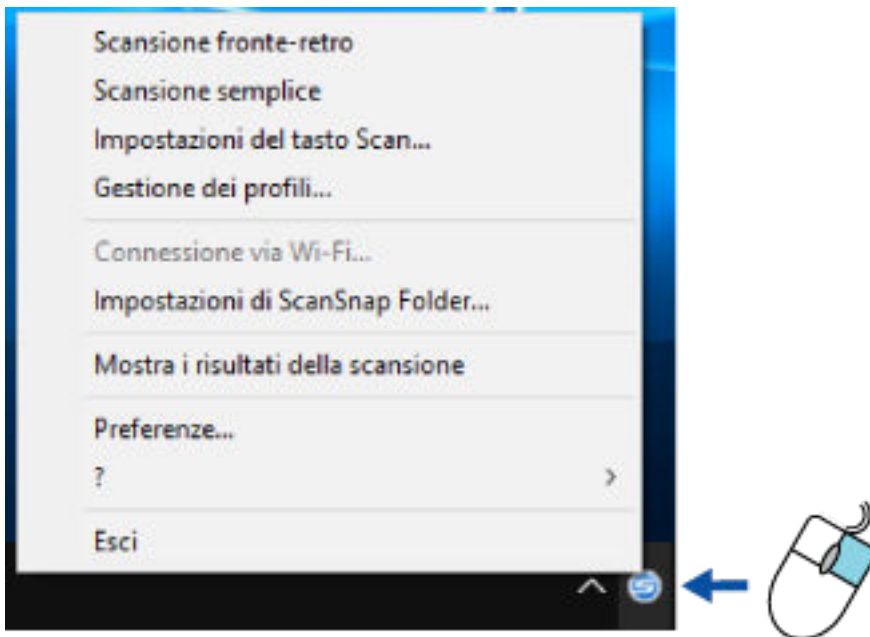 Scansione fronte-retro
Scansione semplice
Impostazioni del tasto Scan...
Gestione dei profili...
Connessione via Wi-Fi...
Impostazioni di ScanSnap Folder...
Mostra i risultati della scansione
Preferenze...
?
Esci